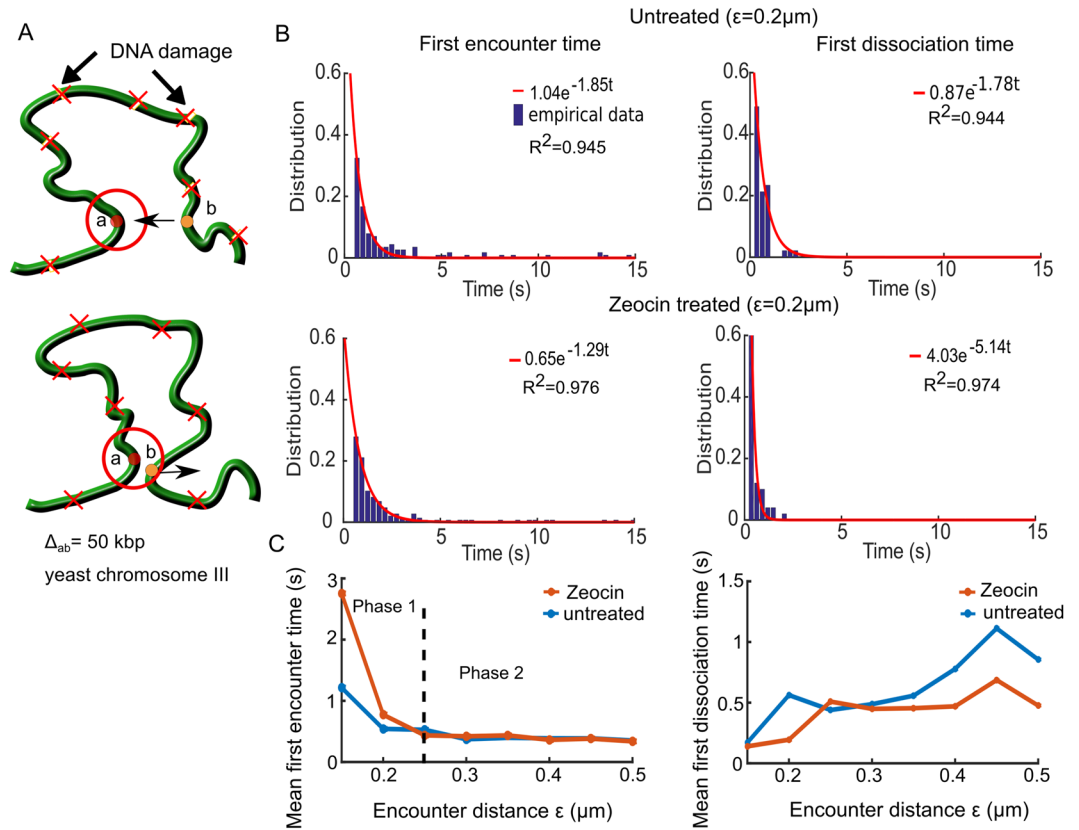 A
DNA damage
a
b
a
b
Δab= 50 kbp
yeast chromosome III
B
Untreated (ε=0.2μm)
First encounter time
First dissociation time
Distribution
0.6
0.4
0.2
0
0
5
10
15
Time (s)
1.04e-1.85t
empirical data
R2=0.945
Distribution
0.6
0.4
0.2
0
0
5
10
15
Time (s)
0.87e-1.78t
R2=0.944
Zeocin treated (ε=0.2μm)
Distribution
0.6
0.4
0.2
0
0
5
10
15
Time (s)
0.65e-1.29t
R2=0.976
Distribution
0.6
0.4
0.2
0
0
5
10
15
Time (s)
4.03e-5.14t
R2=0.974
C
Mean first encounter time (s)
3
2
1
0
0.2
0.3
0.4
0.5
Encounter distance ε (μm)
Phase 1
Phase 2
Zeocin
untreated
Mean first dissociation time (s)
1.5
1
0.5
0
0.2
0.3
0.4
0.5
Encounter distance ε (μm)
Zeocin
untreated